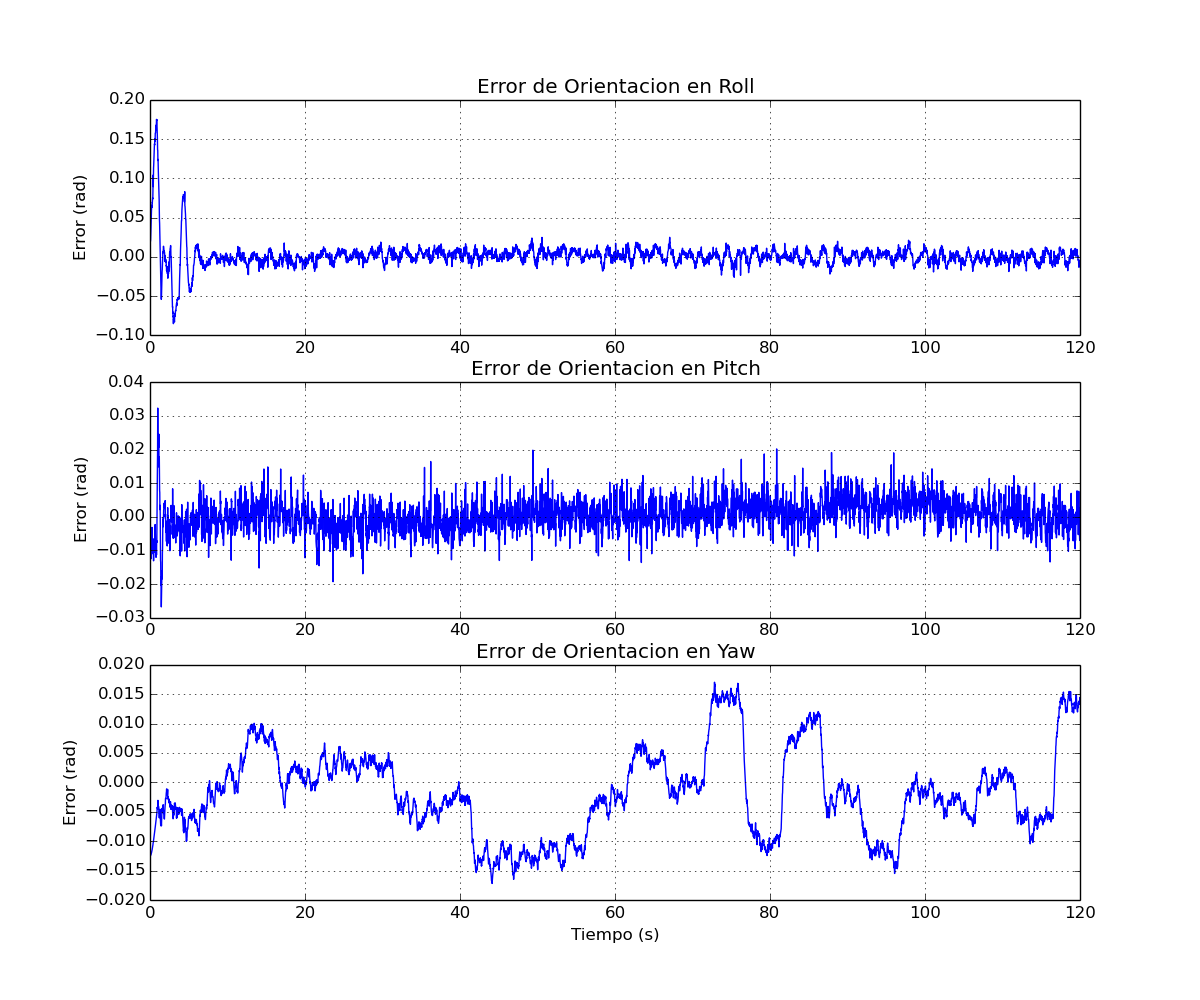 Error de Orientacion en Roll
0.20
0.15
0.10
0.05
0.00
−0.05
−0.10
Error (rad)
0 20 40 60 80 100 120
Error de Orientacion en Pitch
0.04
0.03
0.02
0.01
0.00
−0.01
−0.02
−0.03
Error (rad)
0 20 40 60 80 100 120
Error de Orientacion en Yaw
0.020
0.015
0.010
0.005
0.000
−0.005
−0.010
−0.015
−0.020
Error (rad)
0 20 40 60 80 100 120
Tiempo (s)